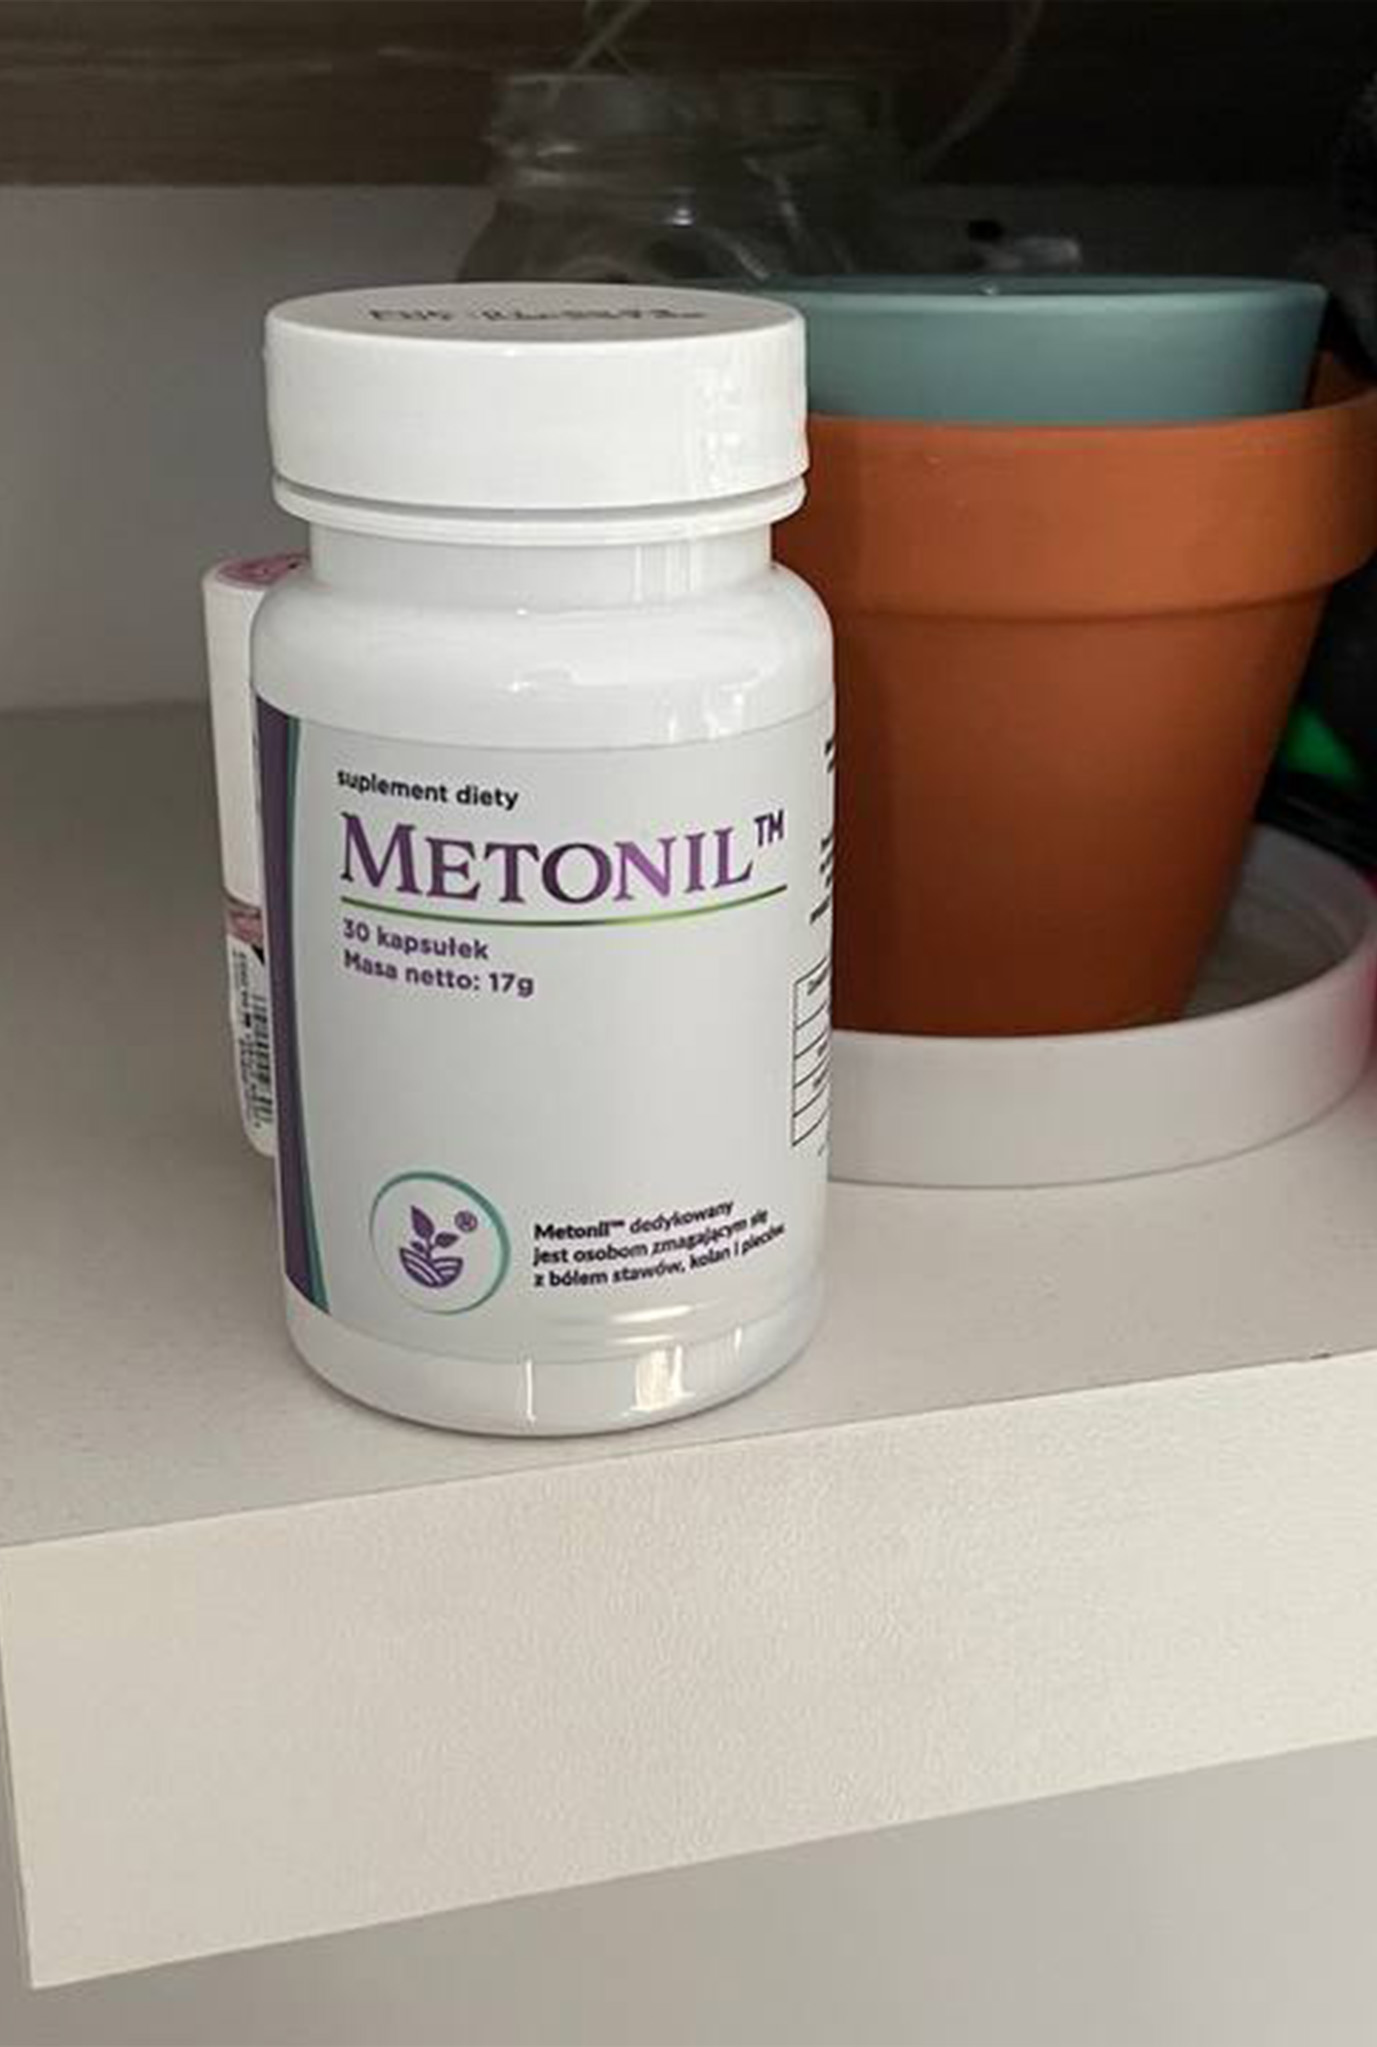 suplement diety
METONIL™
30 kapsułek
Masa netto: 17g
®
Metonil™ dedykowany
jest osobom zmagającym się
z bólem stawów, kolan i pleców